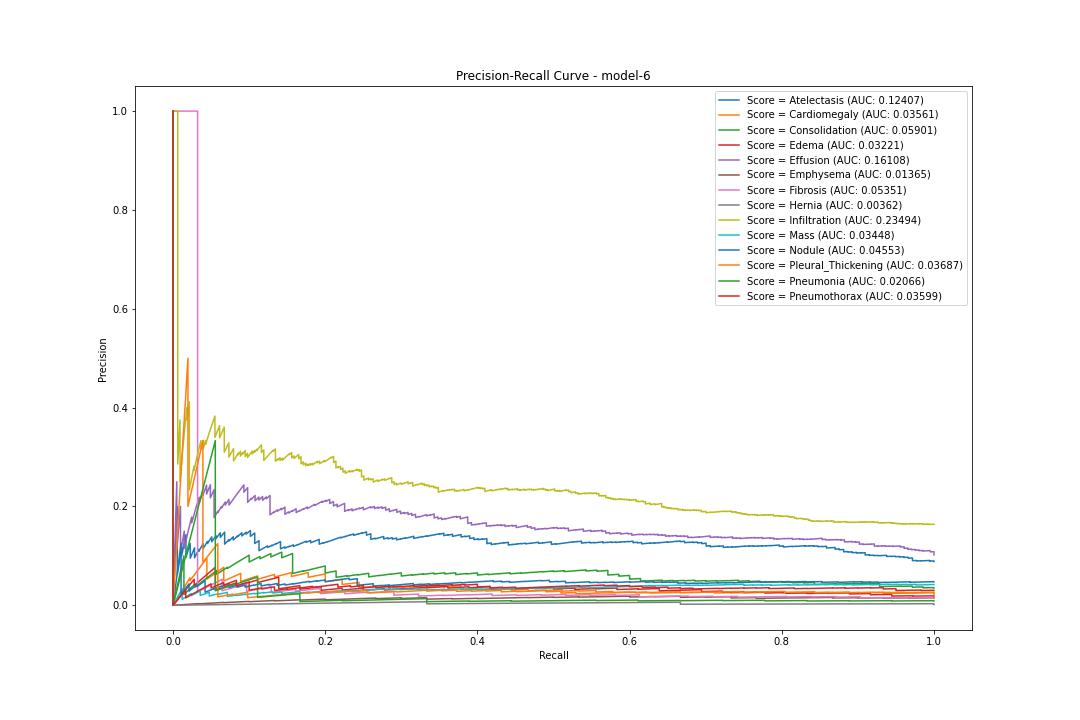 Precision-Recall Curve - model-6
Score = Atelectasis (AUC: 0.12407)
Score = Cardiomegaly (AUC: 0.03561)
Score = Consolidation (AUC: 0.05901)
Score = Edema (AUC: 0.03221)
Score = Effusion (AUC: 0.16108)
Score = Emphysema (AUC: 0.01365)
Score = Fibrosis (AUC: 0.05351)
Score = Hernia (AUC: 0.00362)
Score = Infiltration (AUC: 0.23494)
Score = Mass (AUC: 0.03448)
Score = Nodule (AUC: 0.04553)
Score = Pleural_Thickening (AUC: 0.03687)
Score = Pneumonia (AUC: 0.02066)
Score = Pneumothorax (AUC: 0.03599)
Precision
1.0
0.8
0.6
0.4
0.2
0.0
0.0 0.2 0.4 0.6 0.8 1.0
Recall